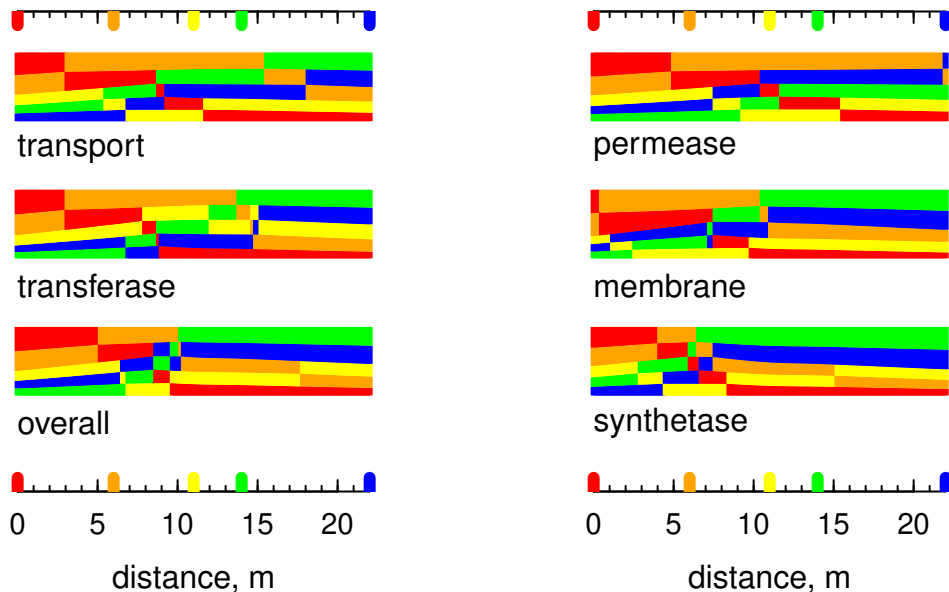 transport
permease
transferase
membrane
overall
synthetase
0 5 10 15 20
0 5 10 15 20
distance, m
distance, m